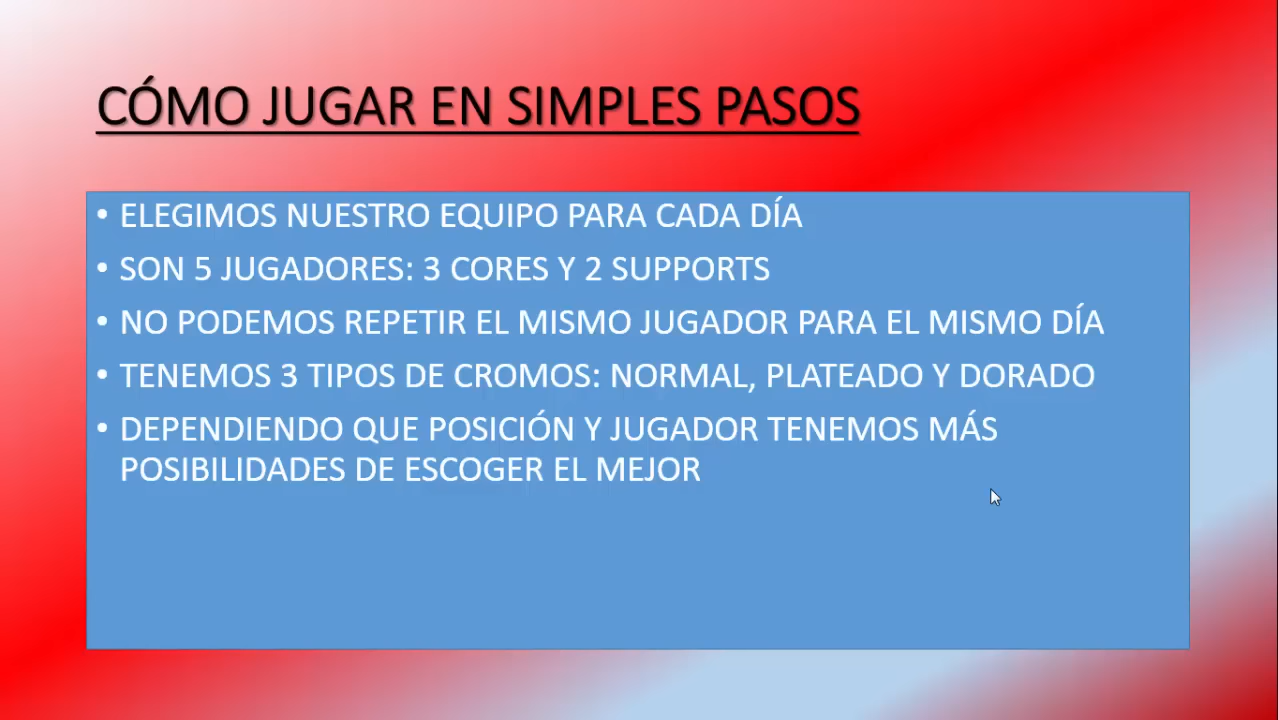 CÓMO JUGAR EN SIMPLES PASOS
• ELEGIMOS NUESTRO EQUIPO PARA CADA DÍA
• SON 5 JUGADORES: 3 CORES Y 2 SUPPORTS
• NO PODEMOS REPETIR EL MISMO JUGADOR PARA EL MISMO DÍA
• TENEMOS 3 TIPOS DE CROMOS: NORMAL, PLATEADO Y DORADO
• DEPENDIENDO QUE POSICIÓN Y JUGADOR TENEMOS MÁS
POSIBILIDADES DE ESCOGER EL MEJOR